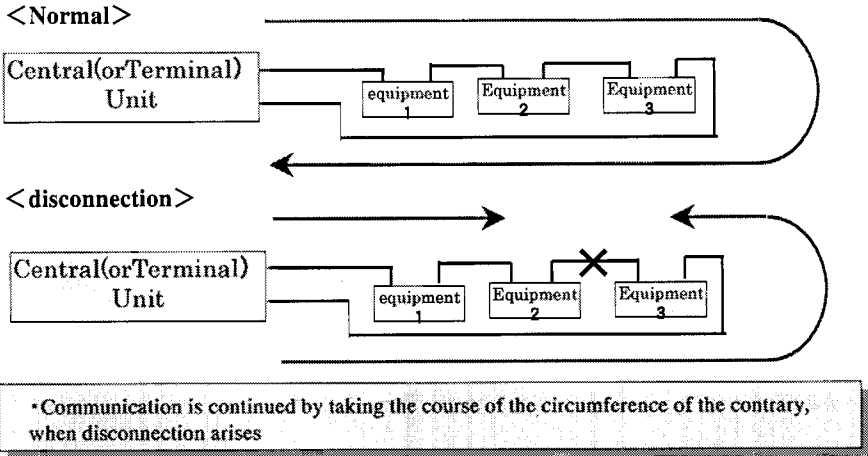 <Normal>
Central(orTerminal)
Unit
equipment
1
Equipment
2
Equipment
3
<disconnection>
Central(orTerminal)
Unit
equipment
1
Equipment
2
Equipment
3
・Communication is continued by taking the course of the circumference of the contrary,
when disconnection arises